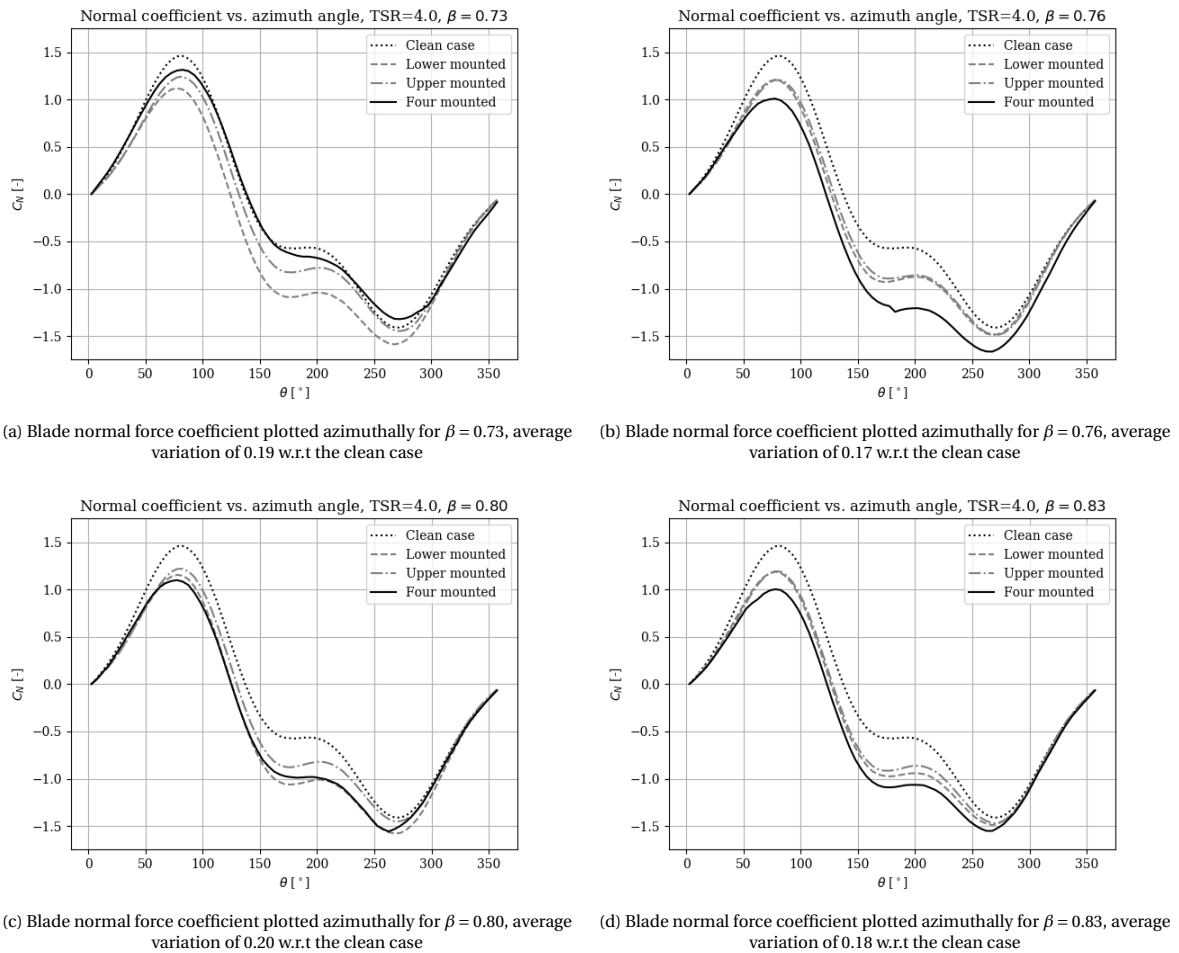 Normal coefficient vs. azimuth angle, TSR=4.0, β = 0.73
1.5
1.0
0.5
0.0
−0.5
−1.0
−1.5
C_N [-]
Clean case
Lower mounted
Upper mounted
Four mounted
0 50 100 150 200 250 300 350
θ [°]
(a) Blade normal force coefficient plotted azimuthally for β = 0.73, average
variation of 0.19 w.r.t the clean case
Normal coefficient vs. azimuth angle, TSR=4.0, β = 0.76
1.5
1.0
0.5
0.0
−0.5
−1.0
−1.5
C_N [-]
Clean case
Lower mounted
Upper mounted
Four mounted
0 50 100 150 200 250 300 350
θ [°]
(b) Blade normal force coefficient plotted azimuthally for β = 0.76, average
variation of 0.17 w.r.t the clean case
Normal coefficient vs. azimuth angle, TSR=4.0, β = 0.80
1.5
1.0
0.5
0.0
−0.5
−1.0
−1.5
C_N [-]
Clean case
Lower mounted
Upper mounted
Four mounted
0 50 100 150 200 250 300 350
θ [°]
(c) Blade normal force coefficient plotted azimuthally for β = 0.80, average
variation of 0.20 w.r.t the clean case
Normal coefficient vs. azimuth angle, TSR=4.0, β = 0.83
1.5
1.0
0.5
0.0
−0.5
−1.0
−1.5
C_N [-]
Clean case
Lower mounted
Upper mounted
Four mounted
0 50 100 150 200 250 300 350
θ [°]
(d) Blade normal force coefficient plotted azimuthally for β = 0.83, average
variation of 0.18 w.r.t the clean case